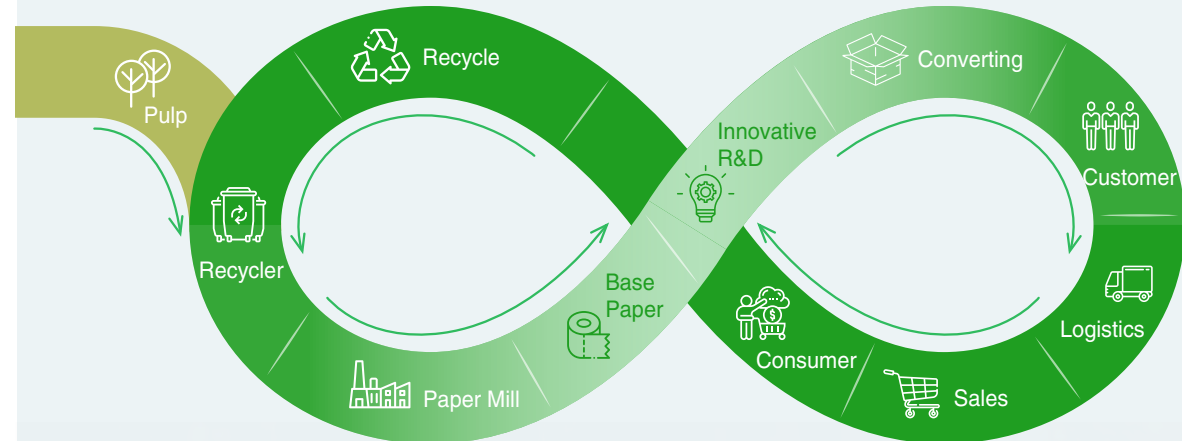 Recycle
Converting
Pulp
Innovative
R&D
Customer
Recycler
Base
Paper
Logistics
Consumer
Paper Mill
Sales
$